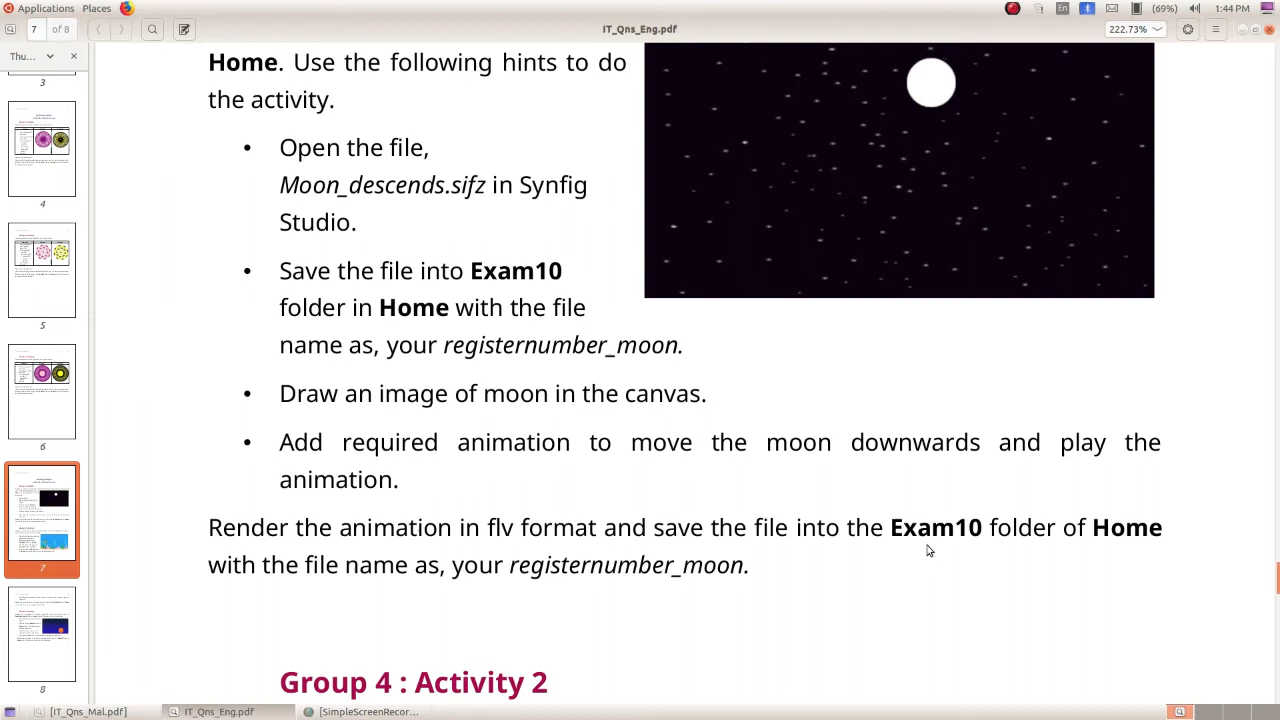 Applications Places En (69%) 1:44 PM
7 of 8 IT_Qns_Eng.pdf 222.73%
Thu...
3
4
5
6
7
8
Home. Use the following hints to do
the activity.
• Open the file,
Moon_descends.sifz in Synfig
Studio.
• Save the file into Exam10
folder in Home with the file
name as, your registernumber_moon.
• Draw an image of moon in the canvas.
• Add required animation to move the moon downwards and play the
animation.
Render the animation in flv format and save the file into the Exam10 folder of Home
with the file name as, your registernumber_moon.
Group 4 : Activity 2
[IT_Qns_Mal.pdf] IT_Qns_Eng.pdf [SimpleScreenRecor...